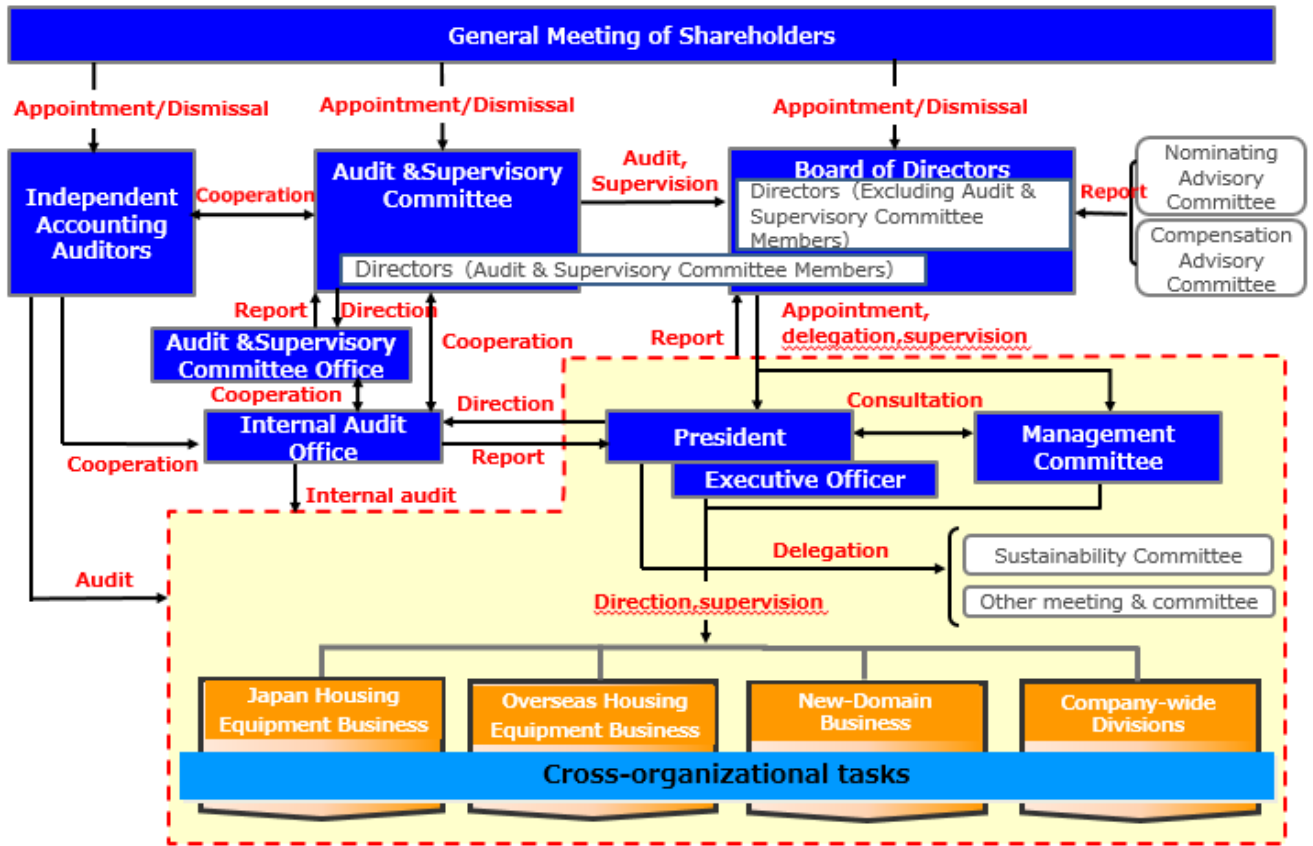 General Meeting of Shareholders
Appointment/Dismissal
Appointment/Dismissal
Appointment/Dismissal
Independent
Accounting
Auditors
Cooperation
Audit &Supervisory
Committee
Audit,
Supervision
Board of Directors
Directors（Excluding Audit &
Supervisory Committee
Members）
Report
Nominating
Advisory
Committee
Compensation
Advisory
Committee
Directors（Audit & Supervisory Committee Members）
Report
Direction
Audit &Supervisory
Committee Office
Cooperation
Cooperation
Report
Appointment,
delegation,supervision
Internal Audit
Office
Cooperation
Direction
Report
President
Executive Officer
Consultation
Management
Committee
Internal audit
Audit
Delegation
Sustainability Committee
Other meeting & committee
Direction,supervision
Japan Housing
Equipment Business
Overseas Housing
Equipment Business
New-Domain
Business
Company-wide
Divisions
Cross-organizational tasks